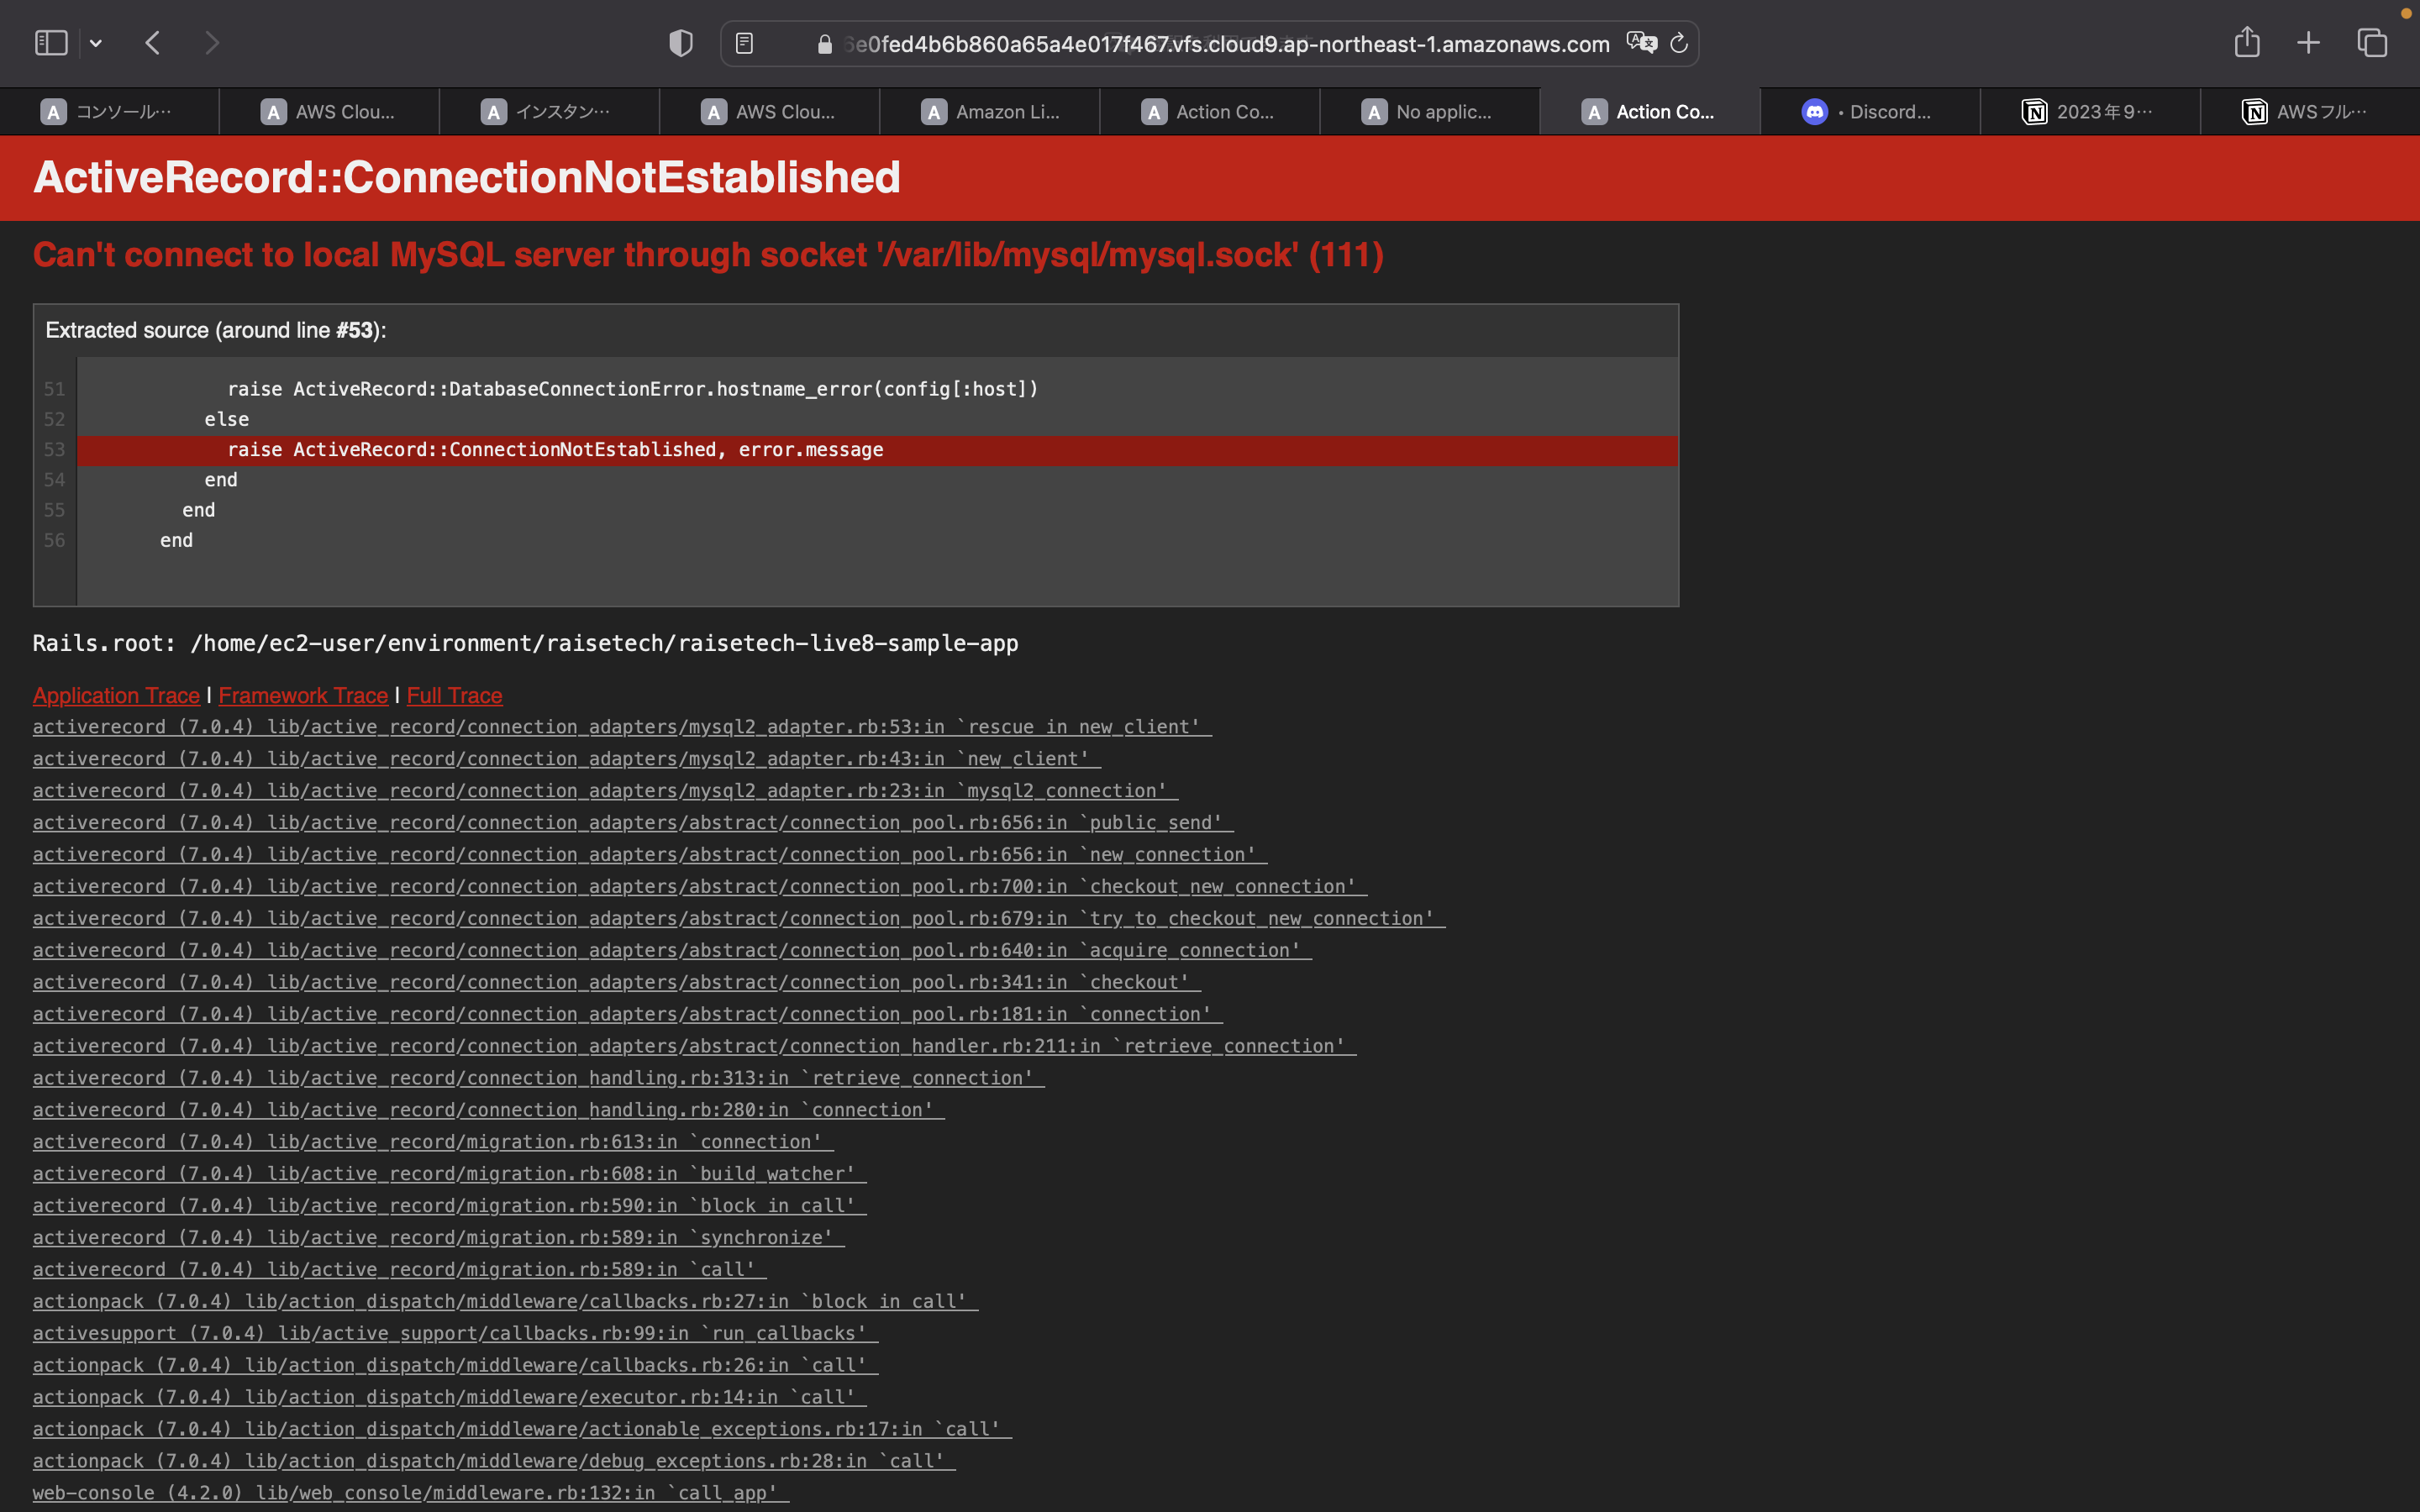 6e0fed4b6b860a65a4e017f467.vfs.cloud9.ap-northeast-1.amazonaws.com
コンソール…
AWS Clou...
インスタン…
AWS Clou...
Amazon Li...
Action Co...
No applic...
Action Co...
• Discord...
2023年9…
AWSフル…
ActiveRecord::ConnectionNotEstablished
Can't connect to local MySQL server through socket '/var/lib/mysql/mysql.sock' (111)
Extracted source (around line #53):
51 raise ActiveRecord::DatabaseConnectionError.hostname_error(config[:host])
52 else
53 raise ActiveRecord::ConnectionNotEstablished, error.message
54 end
55 end
56 end
Rails.root: /home/ec2-user/environment/raisetech/raisetech-live8-sample-app
Application Trace | Framework Trace | Full Trace
activerecord (7.0.4) lib/active_record/connection_adapters/mysql2_adapter.rb:53:in `rescue in new_client'
activerecord (7.0.4) lib/active_record/connection_adapters/mysql2_adapter.rb:43:in `new_client'
activerecord (7.0.4) lib/active_record/connection_adapters/mysql2_adapter.rb:23:in `mysql2_connection'
activerecord (7.0.4) lib/active_record/connection_adapters/abstract/connection_pool.rb:656:in `public_send'
activerecord (7.0.4) lib/active_record/connection_adapters/abstract/connection_pool.rb:656:in `new_connection'
activerecord (7.0.4) lib/active_record/connection_adapters/abstract/connection_pool.rb:700:in `checkout_new_connection'
activerecord (7.0.4) lib/active_record/connection_adapters/abstract/connection_pool.rb:679:in `try_to_checkout_new_connection'
activerecord (7.0.4) lib/active_record/connection_adapters/abstract/connection_pool.rb:640:in `acquire_connection'
activerecord (7.0.4) lib/active_record/connection_adapters/abstract/connection_pool.rb:341:in `checkout'
activerecord (7.0.4) lib/active_record/connection_adapters/abstract/connection_pool.rb:181:in `connection'
activerecord (7.0.4) lib/active_record/connection_adapters/abstract/connection_handler.rb:211:in `retrieve_connection'
activerecord (7.0.4) lib/active_record/connection_handling.rb:313:in `retrieve_connection'
activerecord (7.0.4) lib/active_record/connection_handling.rb:280:in `connection'
activerecord (7.0.4) lib/active_record/migration.rb:613:in `connection'
activerecord (7.0.4) lib/active_record/migration.rb:608:in `build_watcher'
activerecord (7.0.4) lib/active_record/migration.rb:590:in `block in call'
activerecord (7.0.4) lib/active_record/migration.rb:589:in `synchronize'
activerecord (7.0.4) lib/active_record/migration.rb:589:in `call'
actionpack (7.0.4) lib/action_dispatch/middleware/callbacks.rb:27:in `block in call'
activesupport (7.0.4) lib/active_support/callbacks.rb:99:in `run_callbacks'
actionpack (7.0.4) lib/action_dispatch/middleware/callbacks.rb:26:in `call'
actionpack (7.0.4) lib/action_dispatch/middleware/executor.rb:14:in `call'
actionpack (7.0.4) lib/action_dispatch/middleware/actionable_exceptions.rb:17:in `call'
actionpack (7.0.4) lib/action_dispatch/middleware/debug_exceptions.rb:28:in `call'
web-console (4.2.0) lib/web_console/middleware.rb:132:in `call_app'